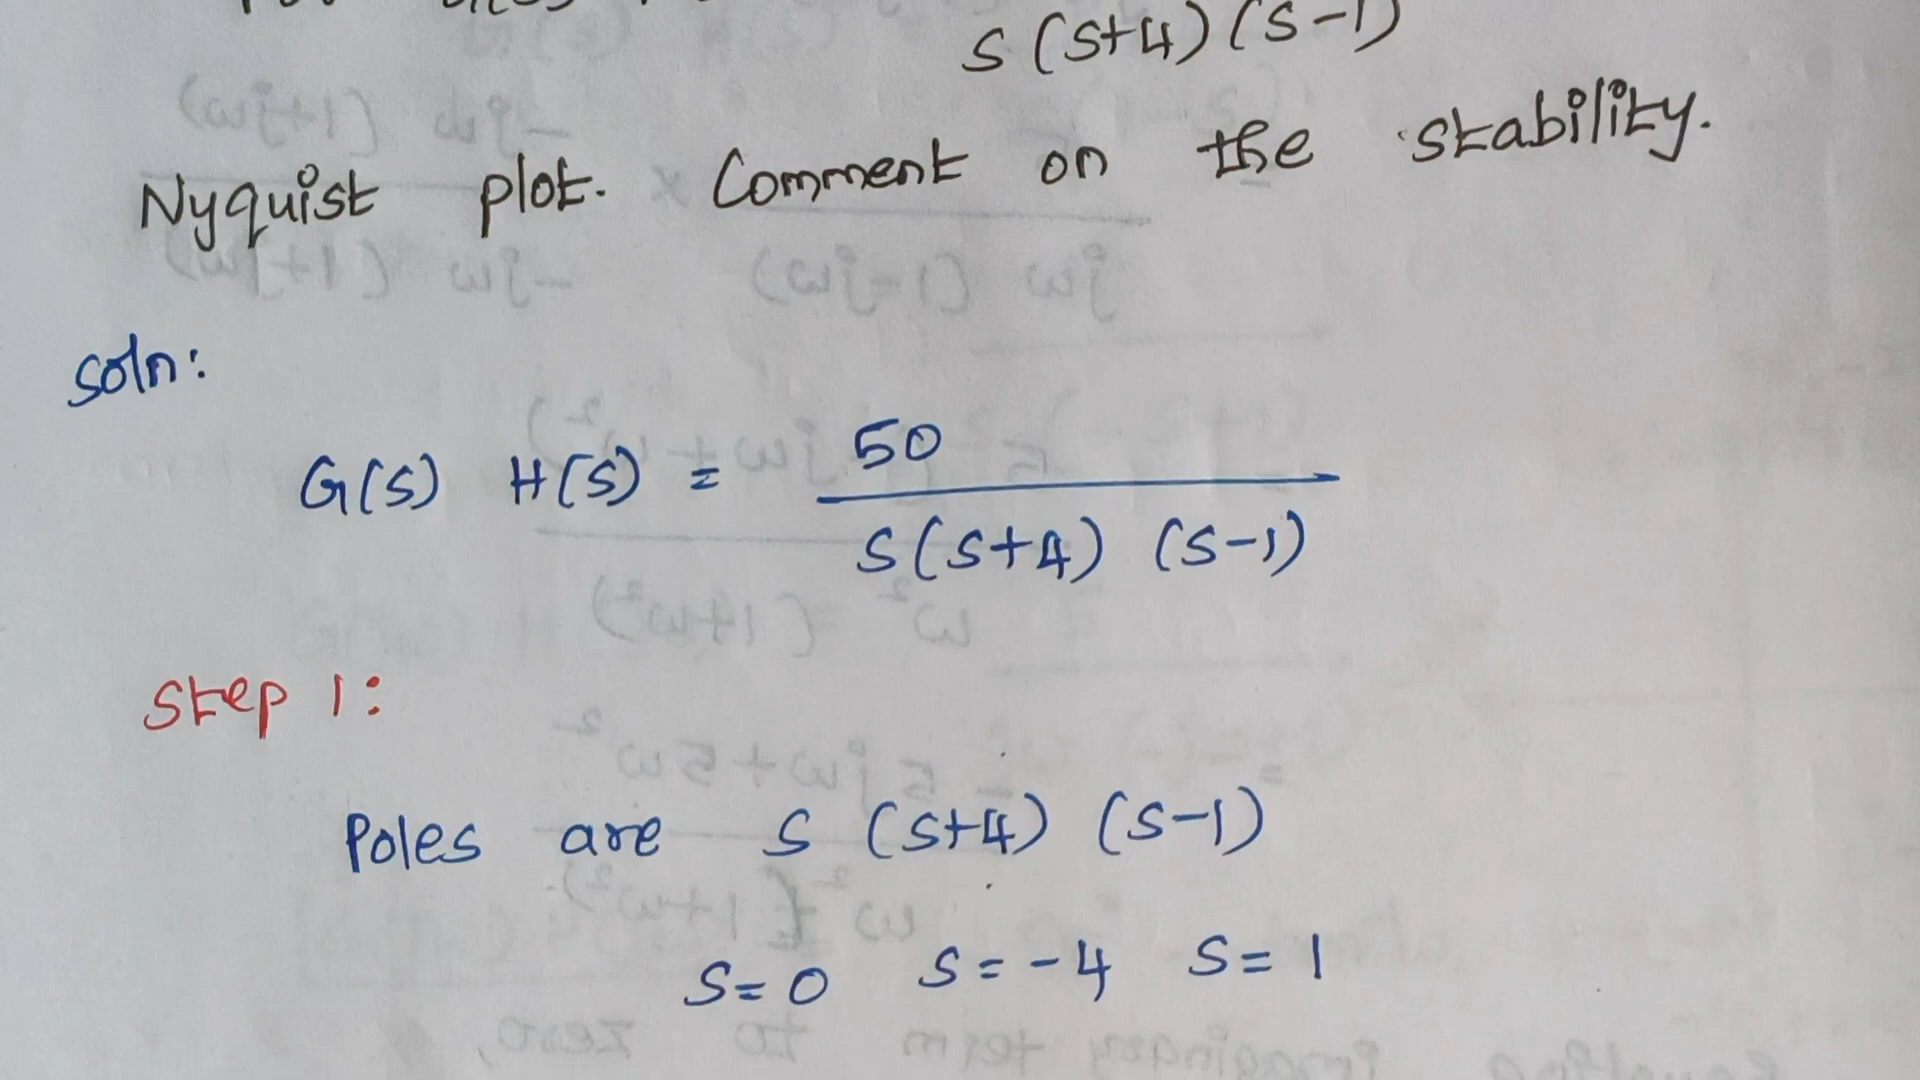 S (S+4) (S-1)
Nyquist plot. Comment on the stability.
Soln:
G(S) H(S) = 50
S(S+4) (S-1)
Step 1:
Poles are S (S+4) (S-1)
S=0 S=-4 S=1